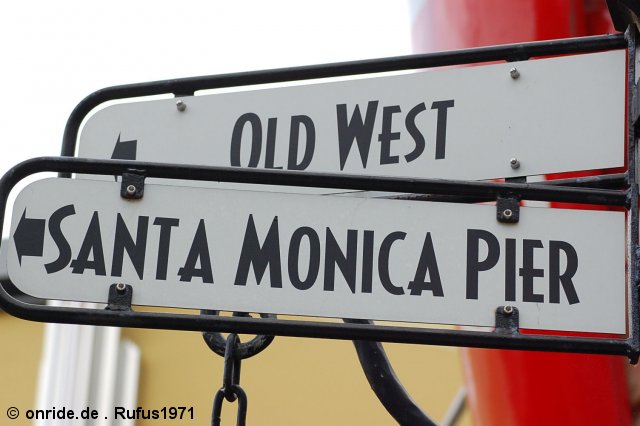 OLD WEST
SANTA MONICA PIER
© onride.de . Rufus1971